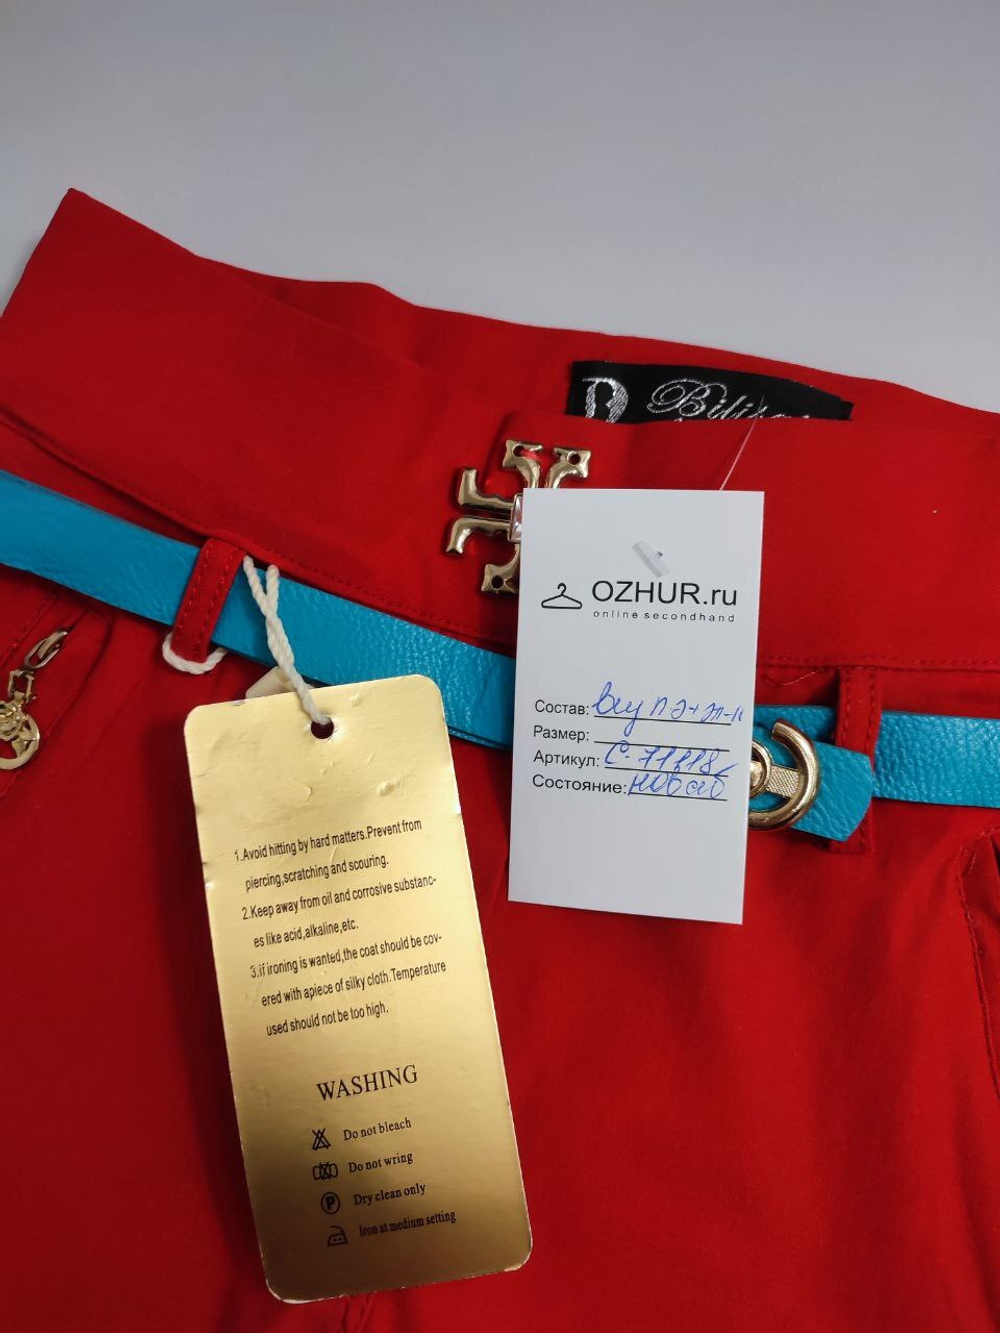 B
OZHUR.ru
online secondhand
Состав:
Размер:
Артикул: С-71118
Состояние: новое
1.Avoid hitting by hard matters.Prevent from
piercing,scratching and scouring.
2.Keep away from oil and corrosive substanc-
es like acid,alkaline,etc.
3.if ironing is wanted,the coat should be cov-
ered with apiece of silky cloth.Temperature
used should not be too high.
WASHING
Do not bleach
Do not wring
P Dry clean only
Iron at medium setting